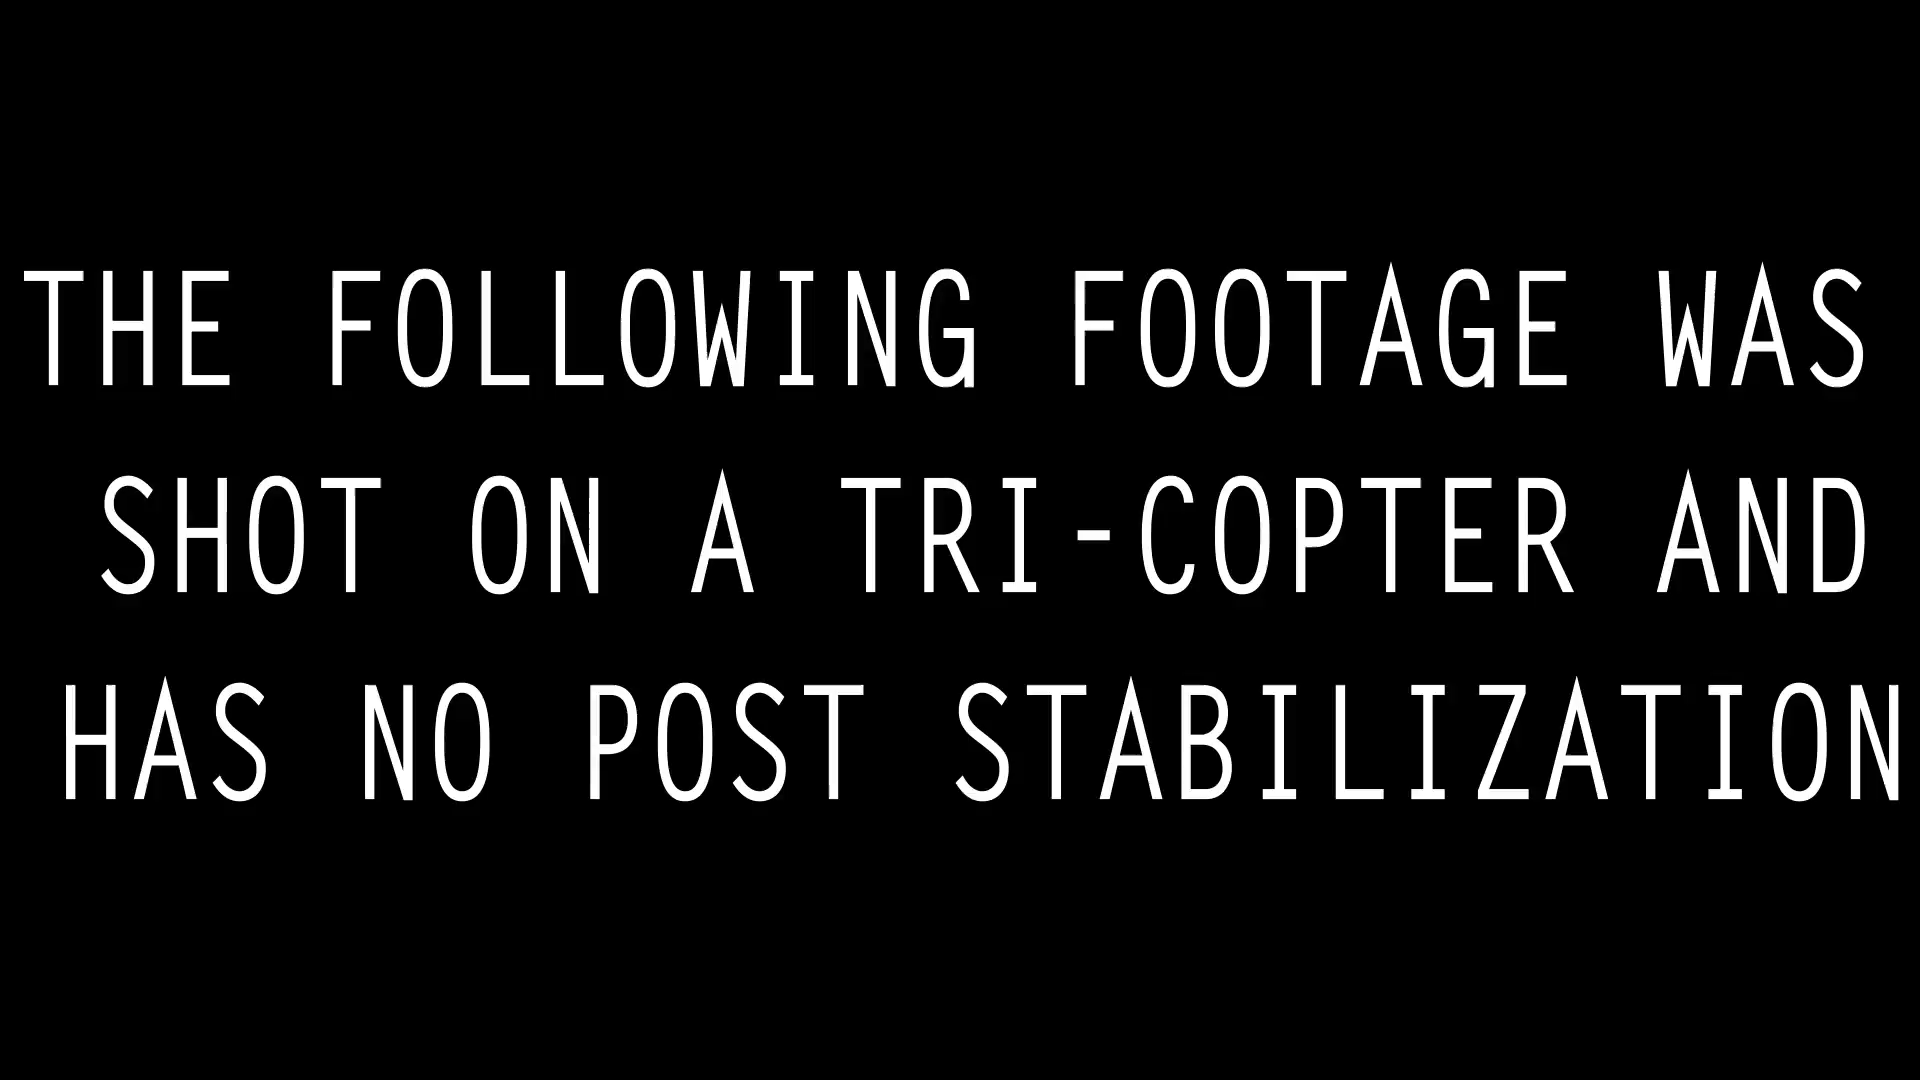 THE FOLLOWING FOOTAGE WAS
SHOT ON A TRI-COPTER AND
HAS NO POST STABILIZATION